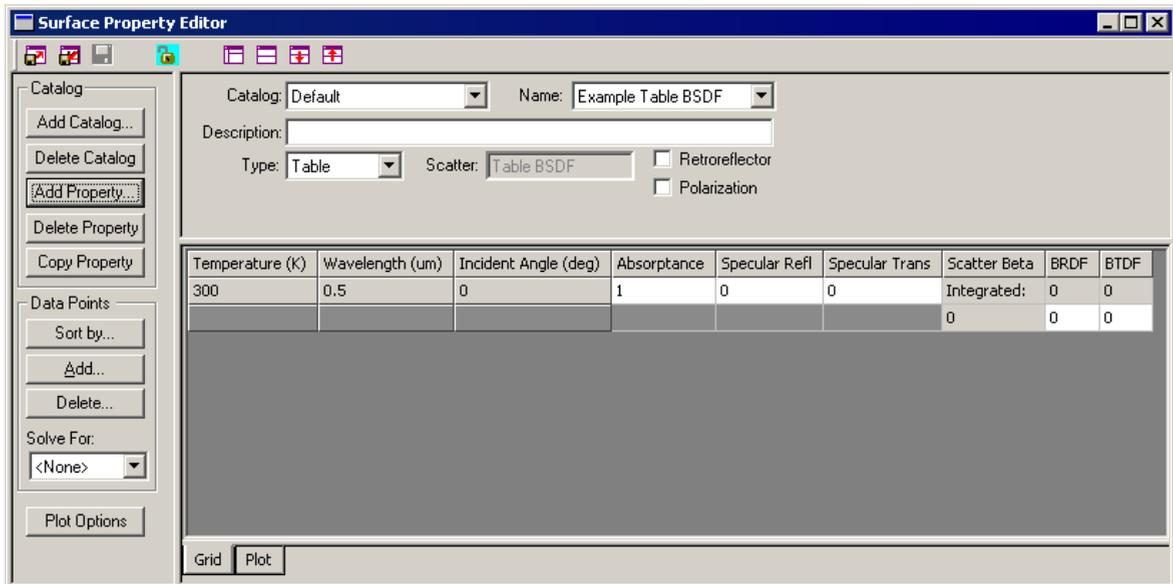 Surface Property Editor
Catalog
Add Catalog...
Delete Catalog
Add Property...
Delete Property
Copy Property
Data Points
Sort by...
Add...
Delete...
Solve For:
<None>
Plot Options
Catalog: Default Name: Example Table BSDF
Description:
Type: Table Scatter: Table BSDF Retroreflector
Polarization
Temperature (K) Wavelength (um) Incident Angle (deg) Absorptance Specular Refl Specular Trans Scatter Beta BRDF BTDF
300 0.5 0 1 0 0 Integrated: 0 0
0 0 0
Grid Plot